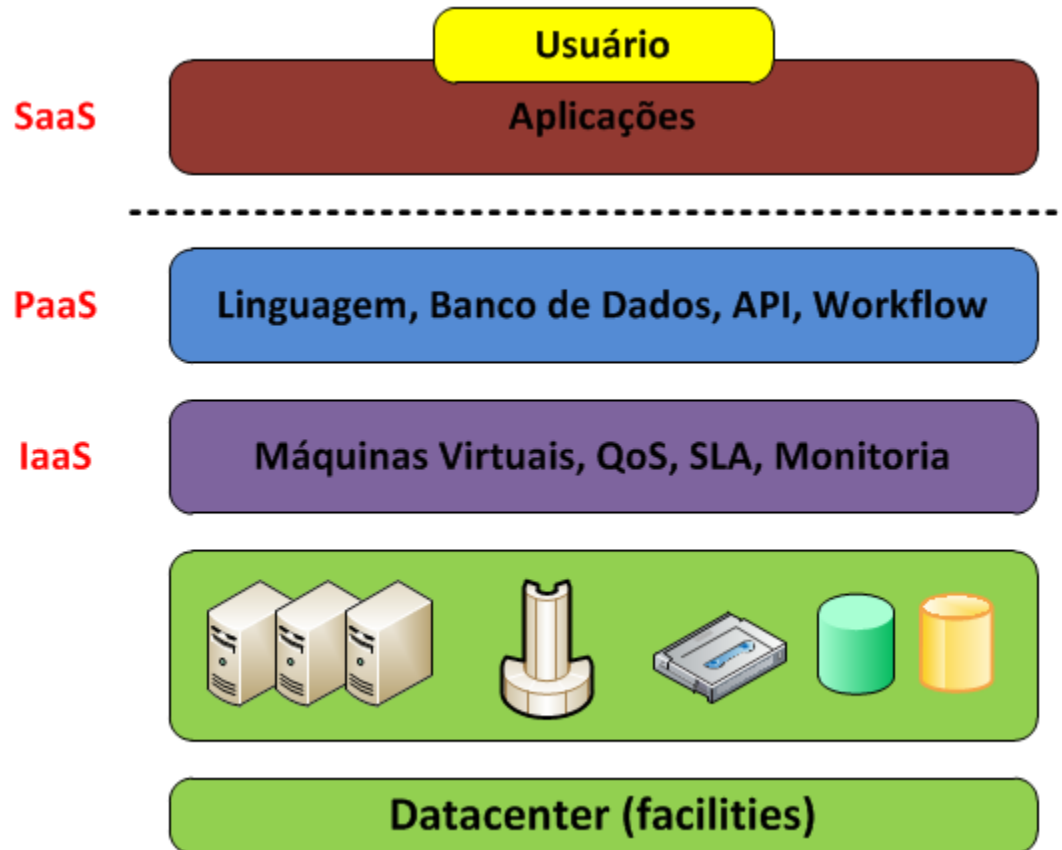 Usuário
SaaS
Aplicações
PaaS
Linguagem, Banco de Dados, API, Workflow
IaaS
Máquinas Virtuais, QoS, SLA, Monitoria
Datacenter (facilities)